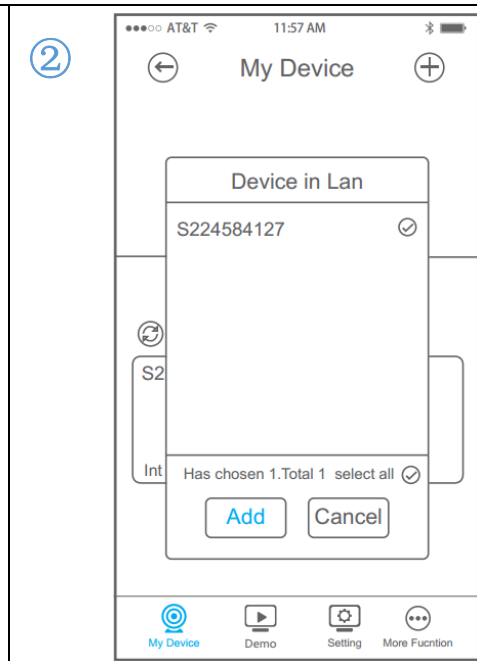 ②
AT&T 11:57 AM
My Device
Device in Lan
S224584127
S2
Int
Has chosen 1.Total 1 select all
Add Cancel
My Device Demo Setting More Fucntion